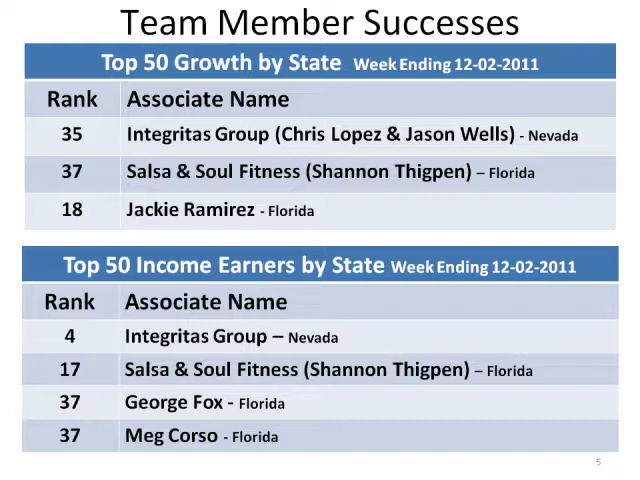 Team Member Successes
Top 50 Growth by State Week Ending 12-02-2011
Rank Associate Name
35 Integritas Group (Chris Lopez & Jason Wells) - Nevada
37 Salsa & Soul Fitness (Shannon Thigpen) – Florida
18 Jackie Ramirez - Florida
Top 50 Income Earners by State Week Ending 12-02-2011
Rank Associate Name
4 Integritas Group – Nevada
17 Salsa & Soul Fitness (Shannon Thigpen) – Florida
37 George Fox - Florida
37 Meg Corso - Florida
5